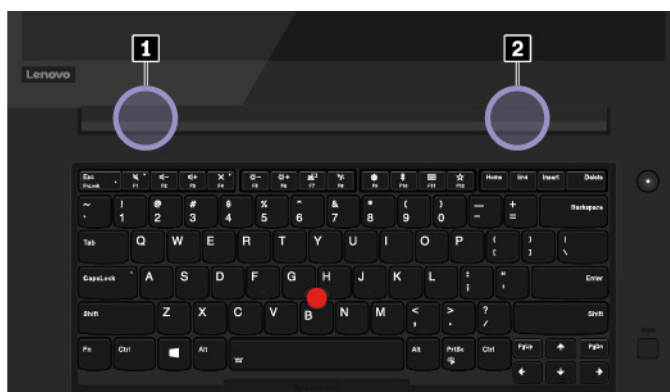 1 2
Lenovo
Esc F1 F2 F3 F4 F5 F6 F7 F8 F9 F10 F11 F12 Home End Insert Delete
FnLock
~ ` ! 1 @ 2 # 3 $ 4 % 5 ^ 6 & 7 * 8 ( 9 ) 0 — - + = Backspace
Tab Q W E R T Y U I O P { [ } ] | \
CapsLock A S D F G H J K L : ; " ' Enter
Shift Z X C V B N M < , > . ? / Shift
Fn Ctrl Alt Alt PrtSc Ctrl PgUp PgDn